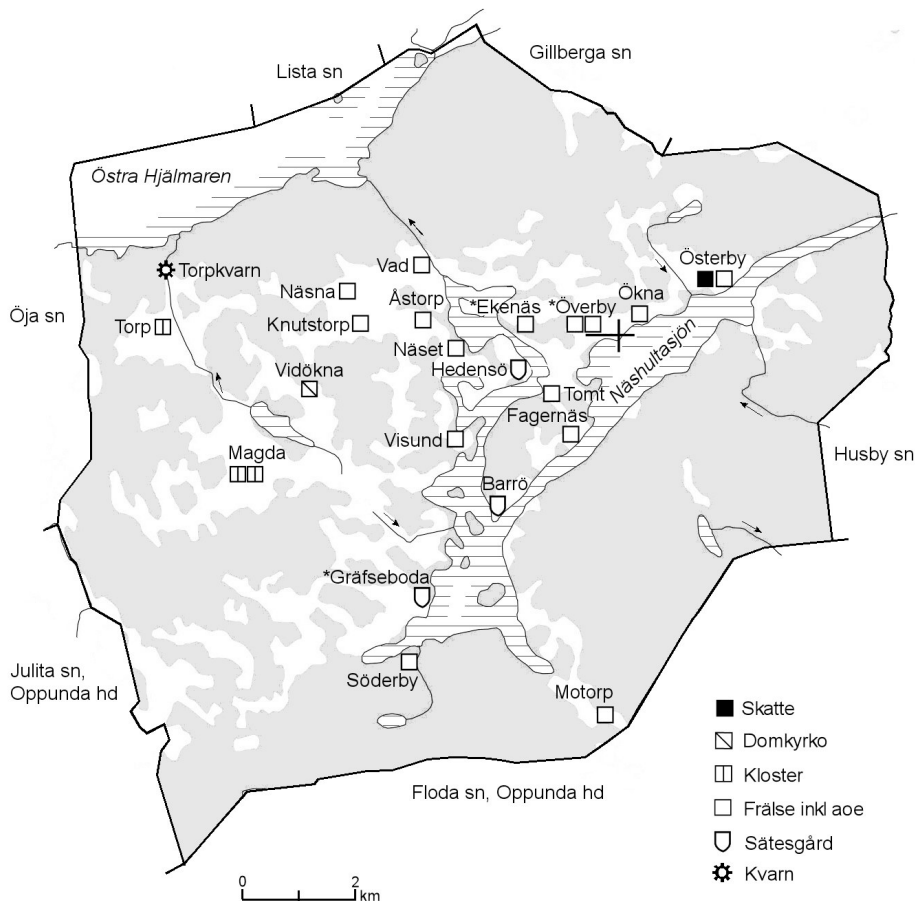 Gillberga sn
Lista sn
Östra Hjälmaren
Österby
Vad
Torpkvarn
Näsna
Åstorp
*Ekenäs
*Överby
Ökna
Öja sn
Torp
Knutstorp
Näset
Hedensö
Näshultasjön
Vidökna
Tomt
Fagernäs
Visund
Magda
Husby sn
Barrö
*Gräfseboda
Julita sn,
Oppunda hd
Söderby
Motorp
Floda sn, Oppunda hd
Skatte
Domkyrko
Kloster
Frälse inkl aoe
Sätesgård
Kvarn
0 2
km